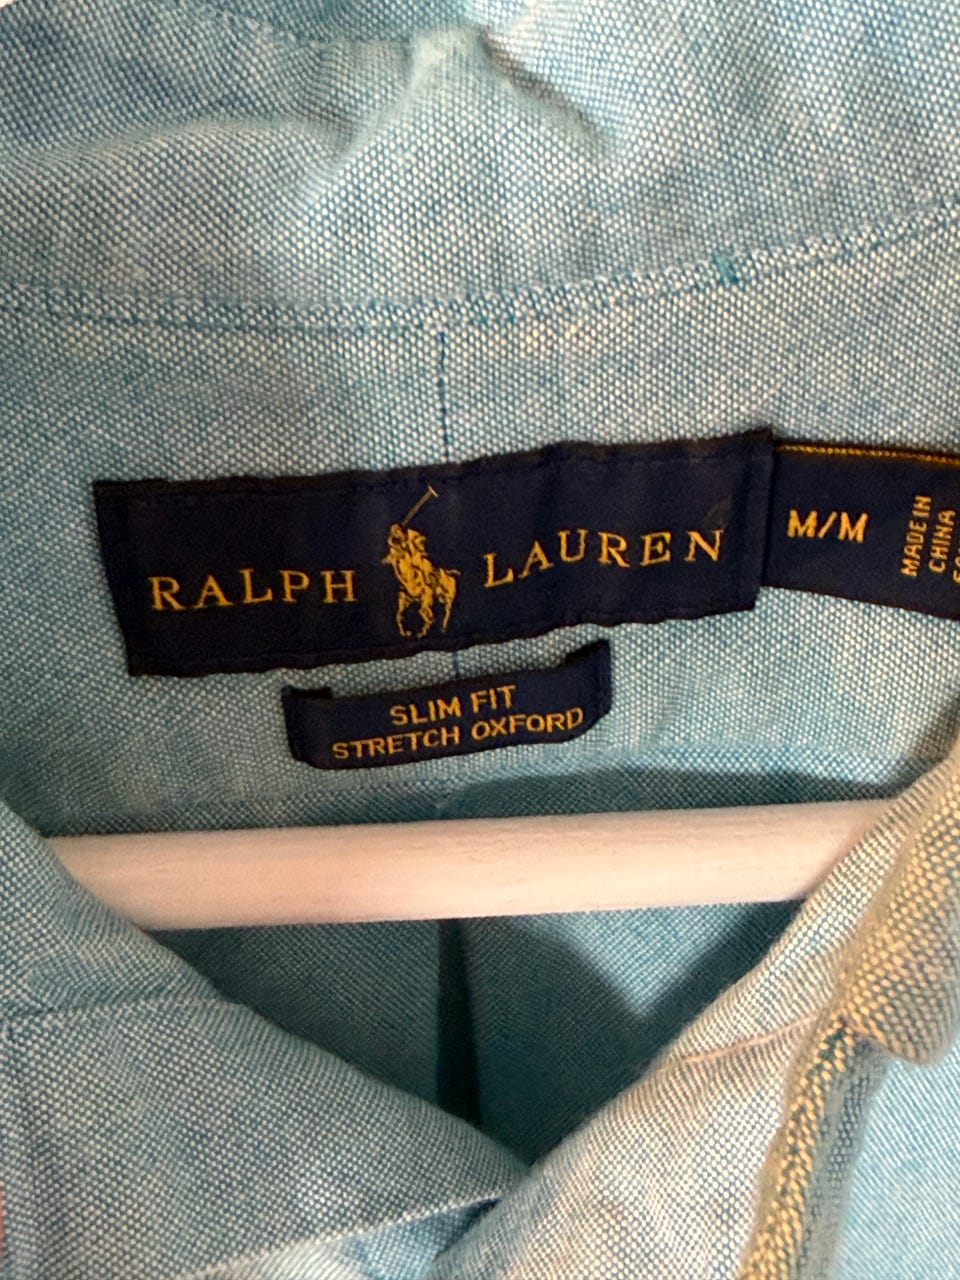 RALPH LAUREN
M/M
MADE IN
CHINA
SLIM FIT
STRETCH OXFORD